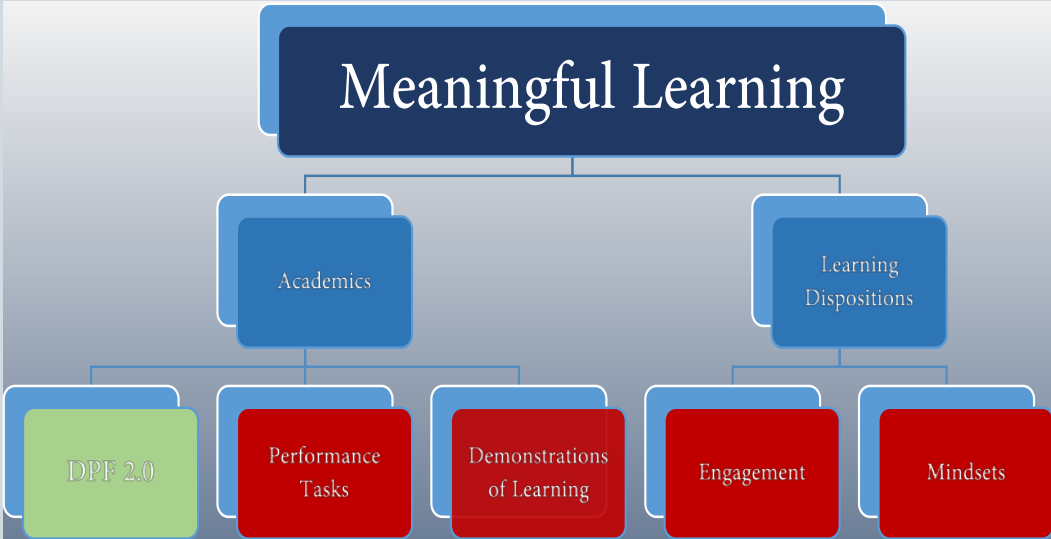 Meaningful Learning
Academics
Learning
Dispositions
DPF 2.0
Performance
Tasks
Demonstrations
of Learning
Engagement
Mindsets